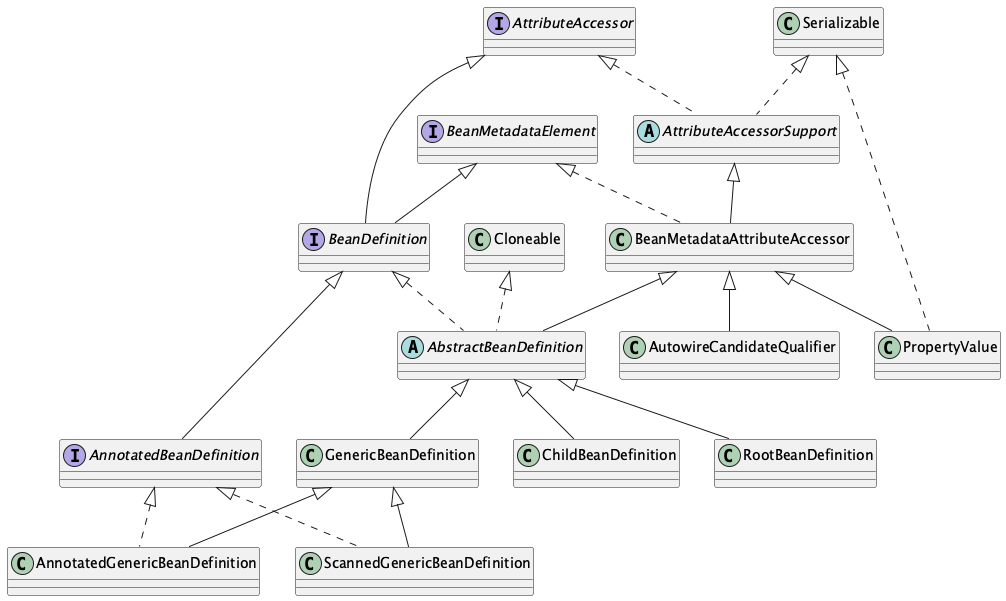 I AttributeAccessor
C Serializable
I BeanMetadataElement
A AttributeAccessorSupport
I BeanDefinition
C Cloneable
C BeanMetadataAttributeAccessor
A AbstractBeanDefinition
C AutowireCandidateQualifier
C PropertyValue
I AnnotatedBeanDefinition
C GenericBeanDefinition
C ChildBeanDefinition
C RootBeanDefinition
C AnnotatedGenericBeanDefinition
C ScannedGenericBeanDefinition